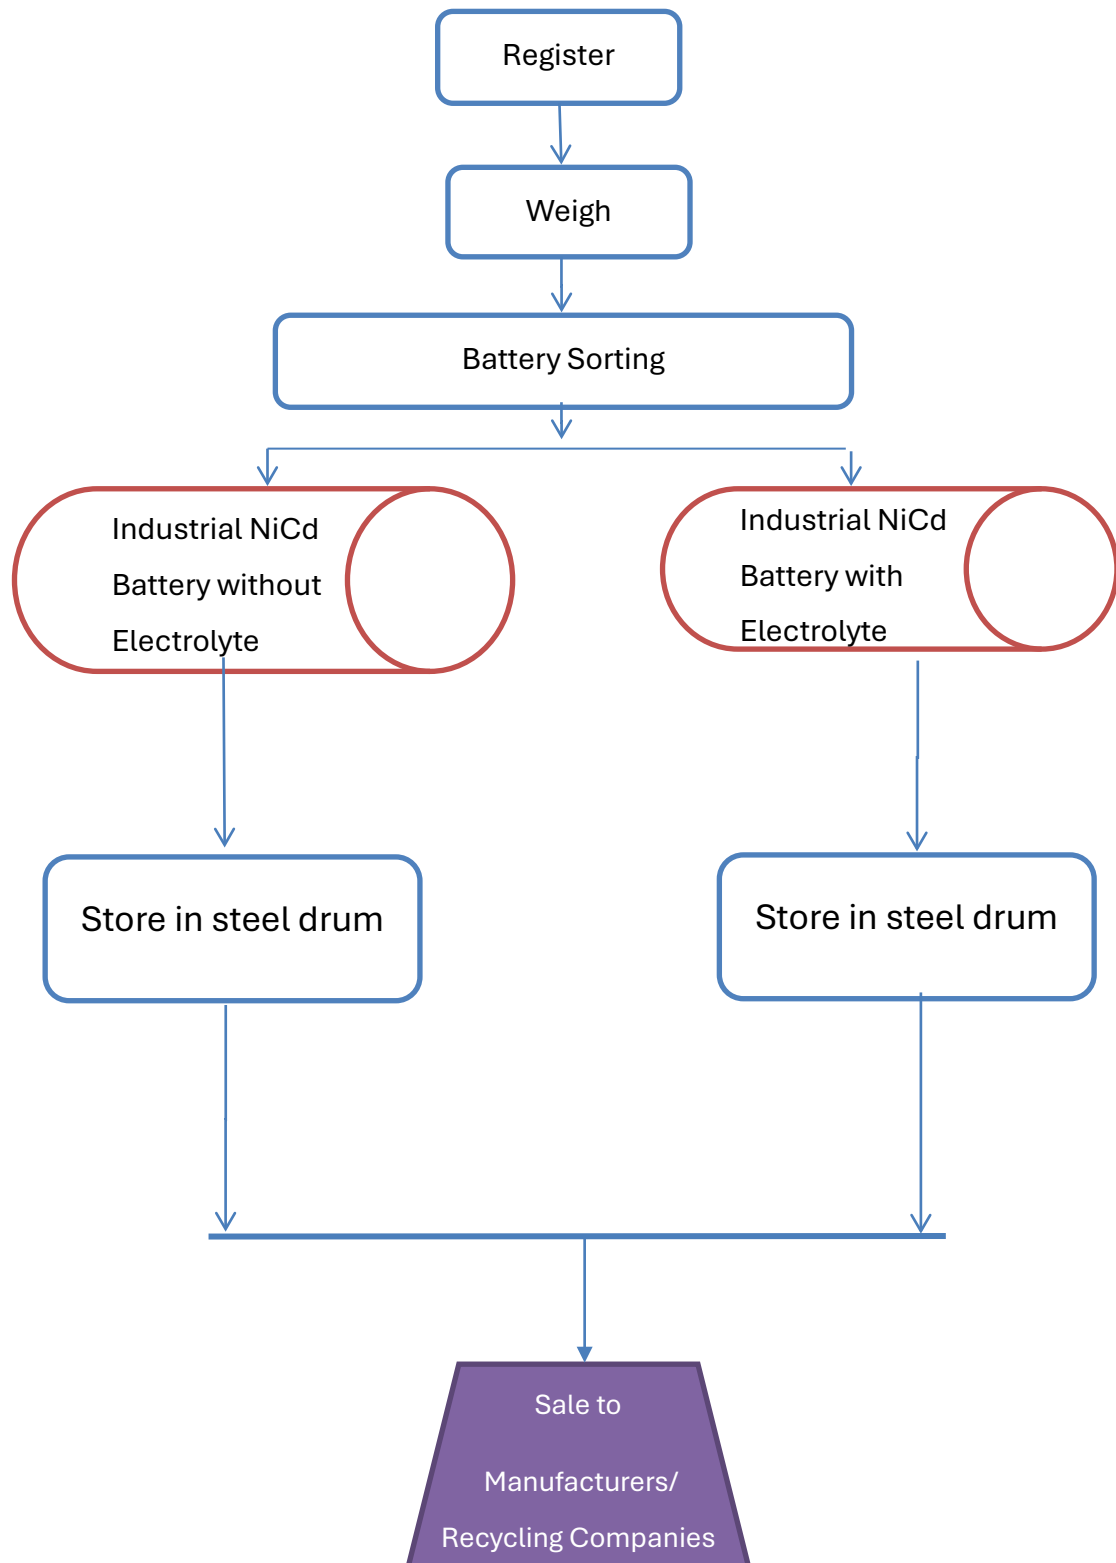 Register
Weigh
Battery Sorting
Industrial NiCd
Battery without
Electrolyte
Industrial NiCd
Battery with
Electrolyte
Store in steel drum
Store in steel drum
Sale to
Manufacturers/
Recycling Companies